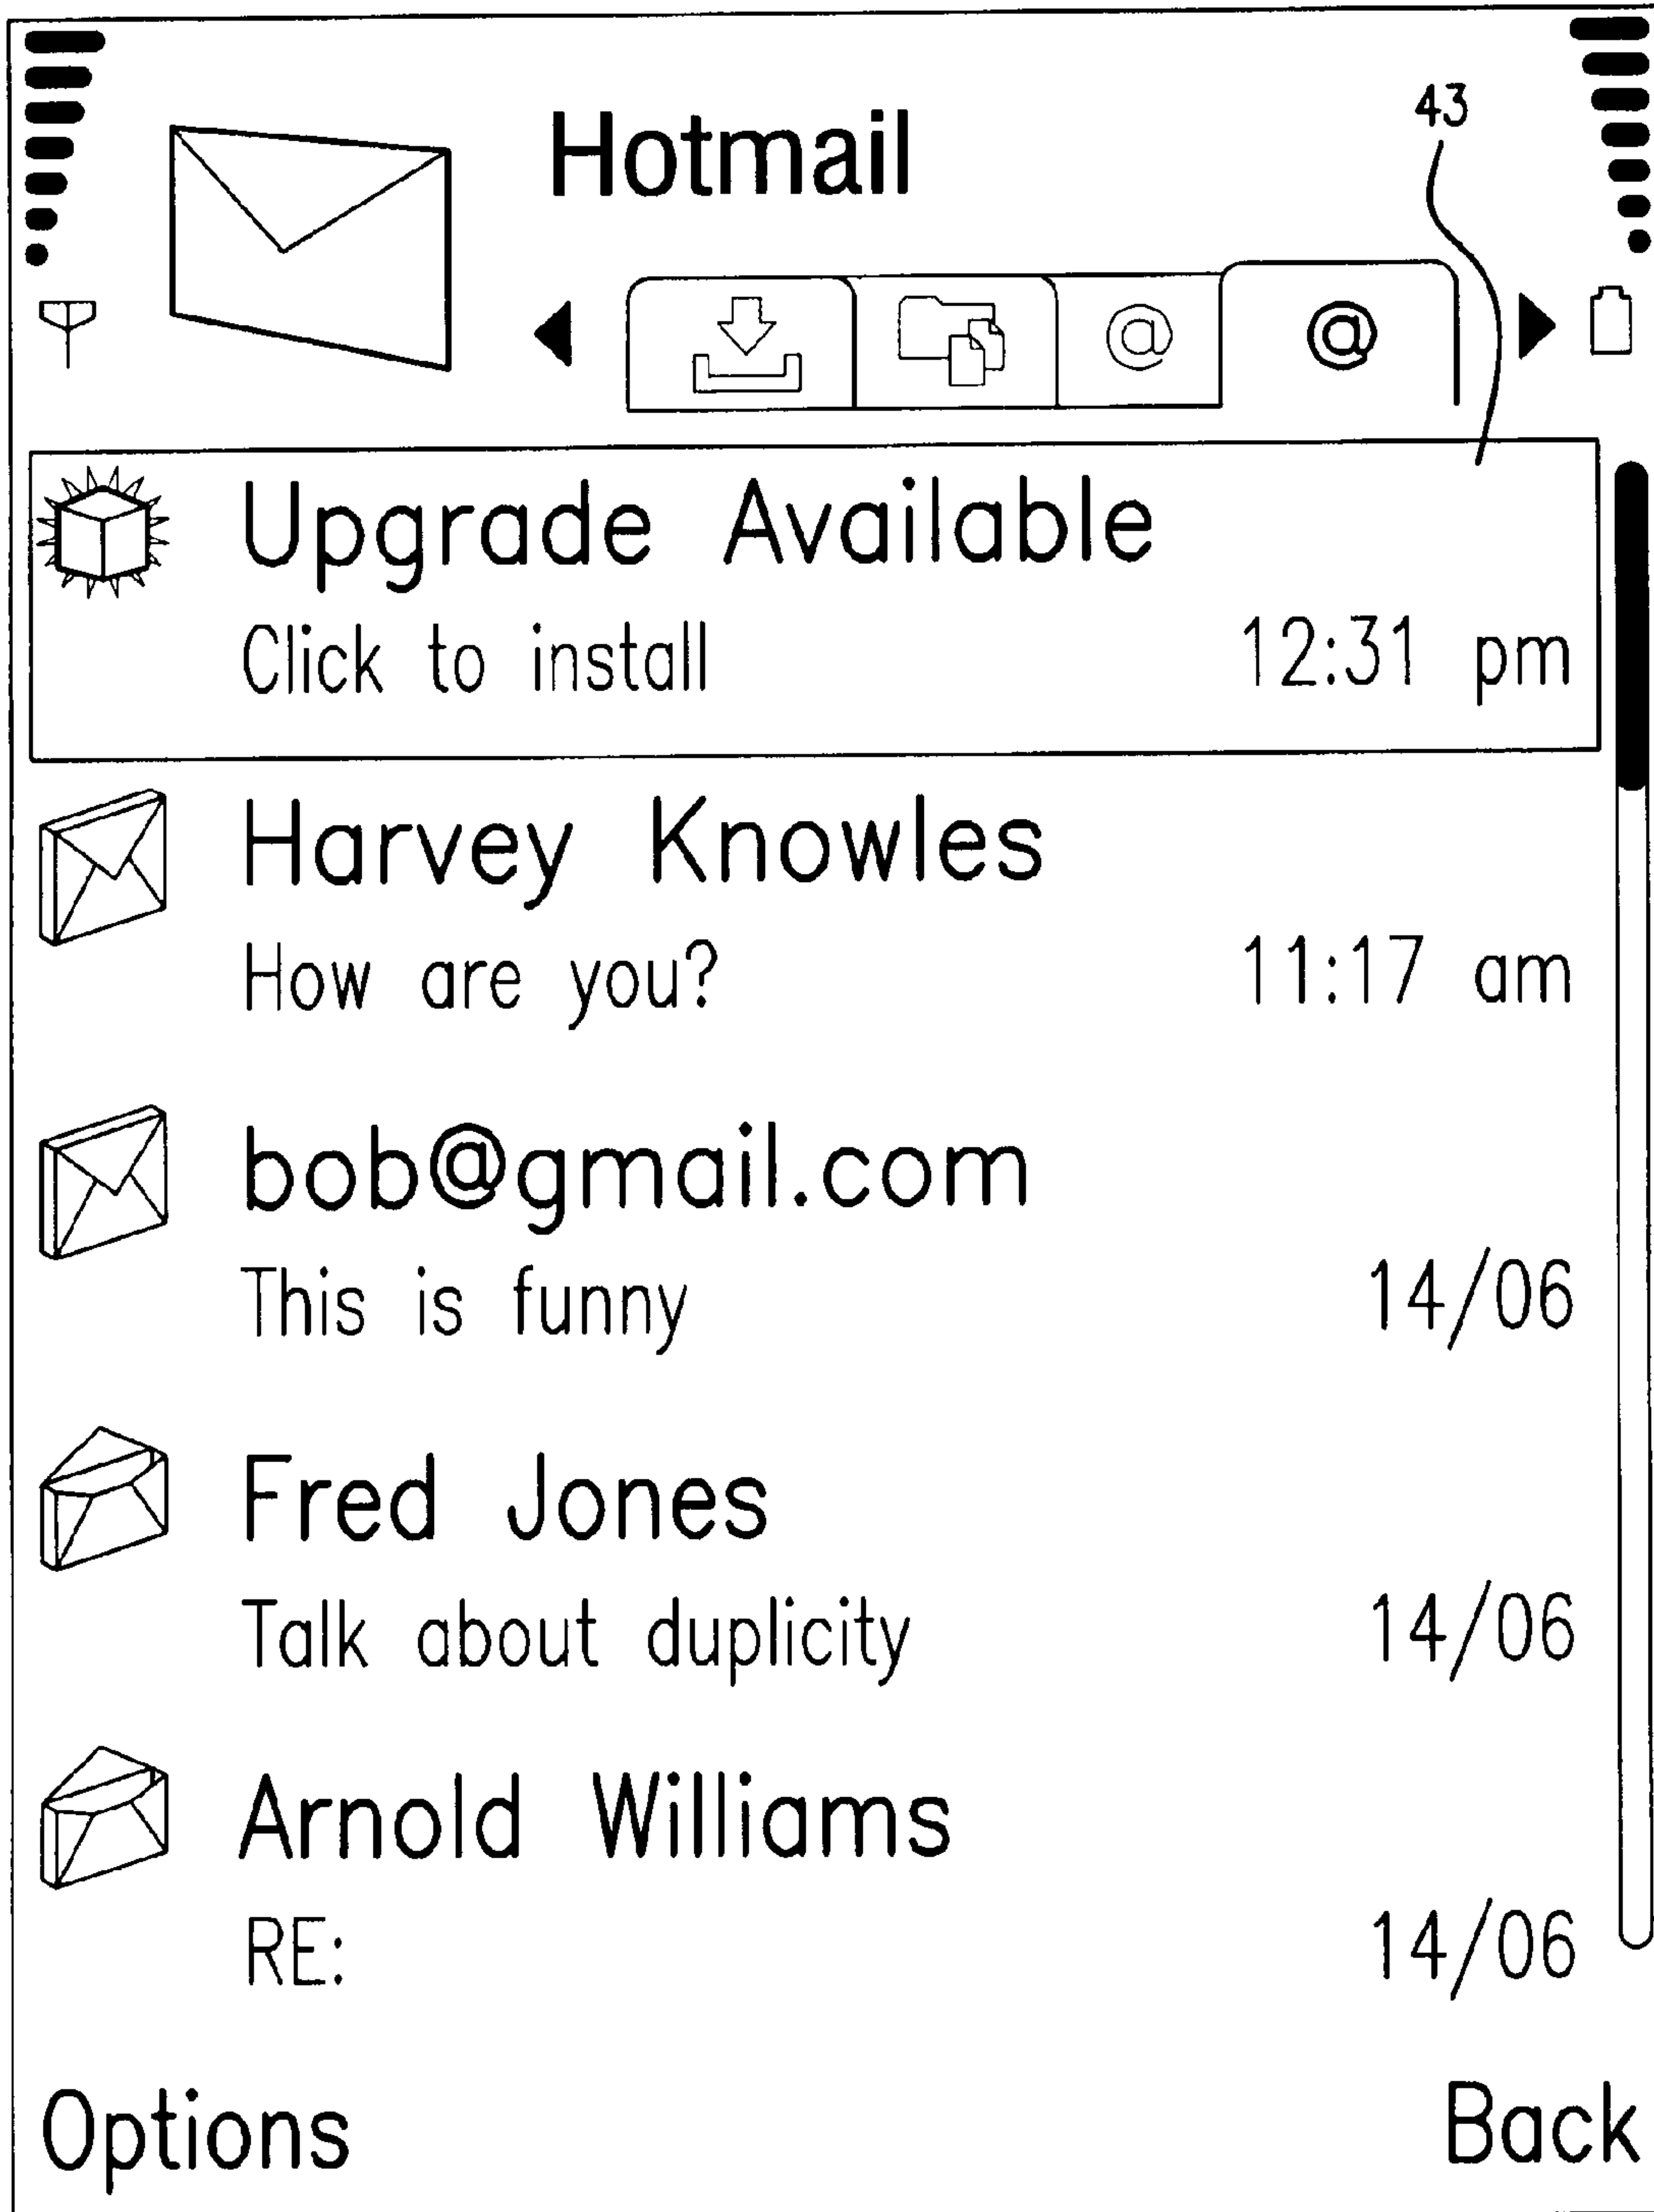 43
Hotmail
@ @
Upgrade Available
Click to install 12:31 pm
Harvey Knowles
How are you? 11:17 am
bob@gmail.com
This is funny 14/06
Fred Jones
Talk about duplicity 14/06
Arnold Williams
RE: 14/06
Options Back